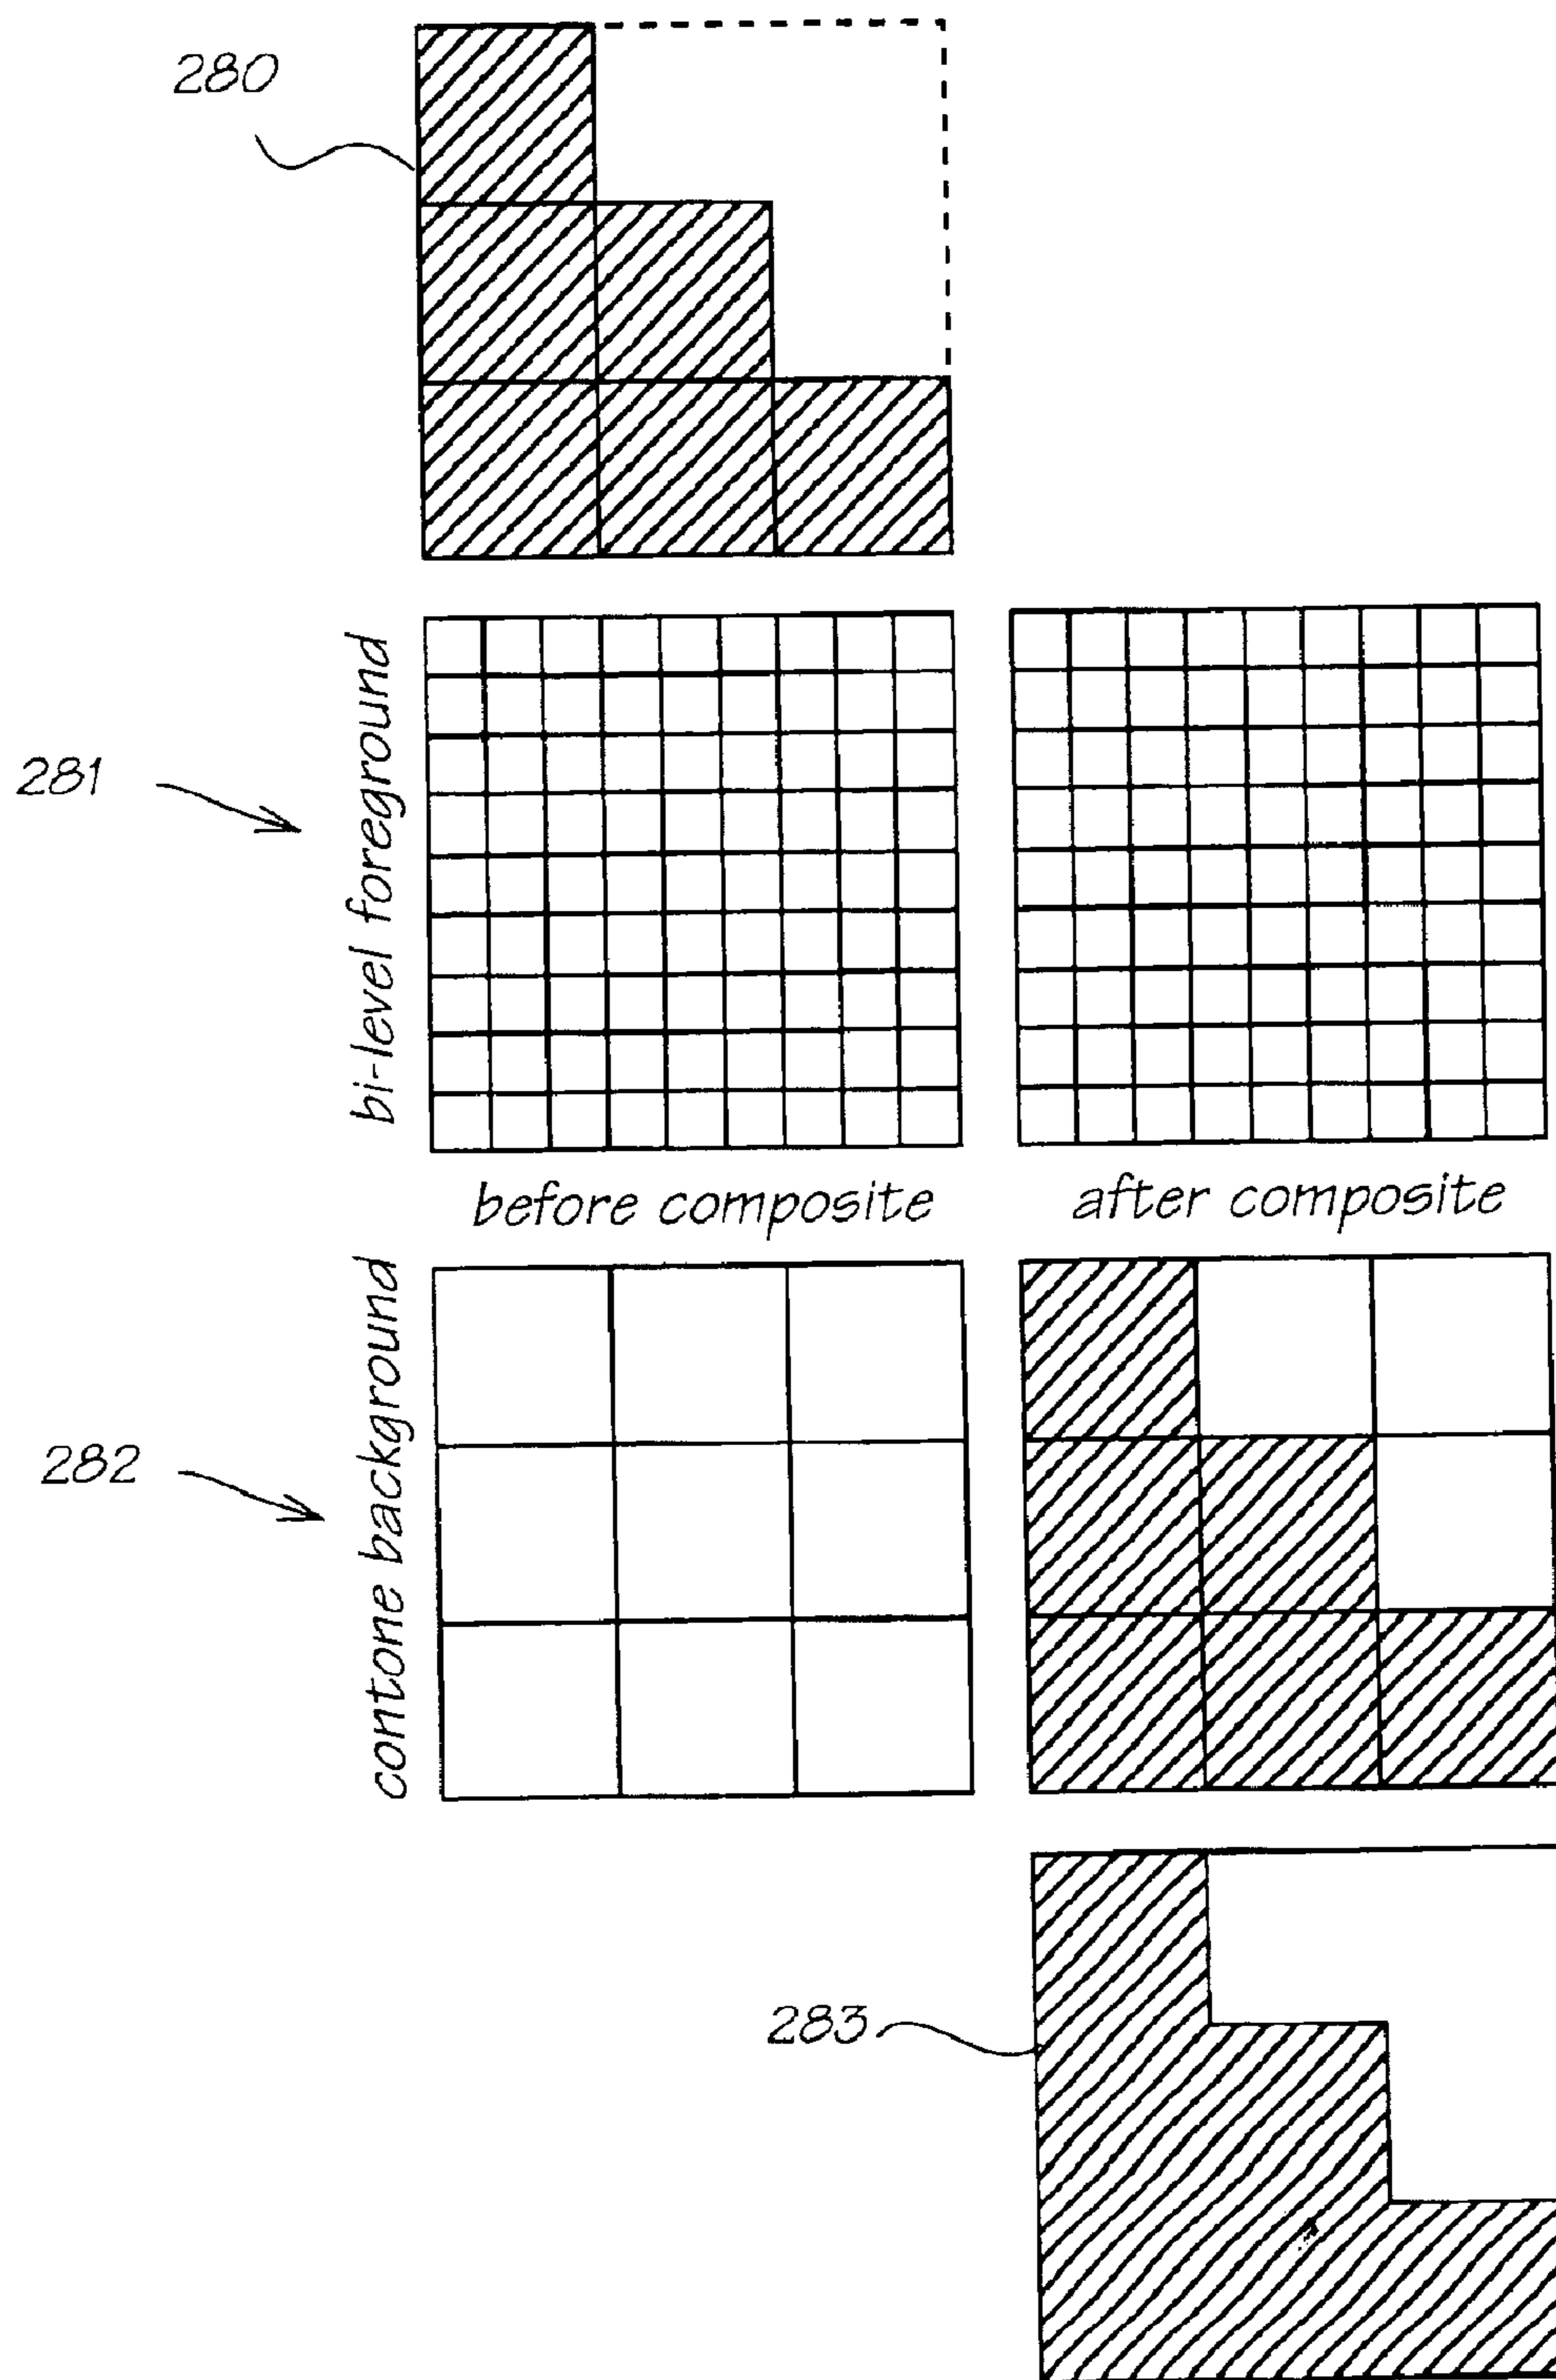 280
281
bi-level foreground
before composite
after composite
282
contone background
283